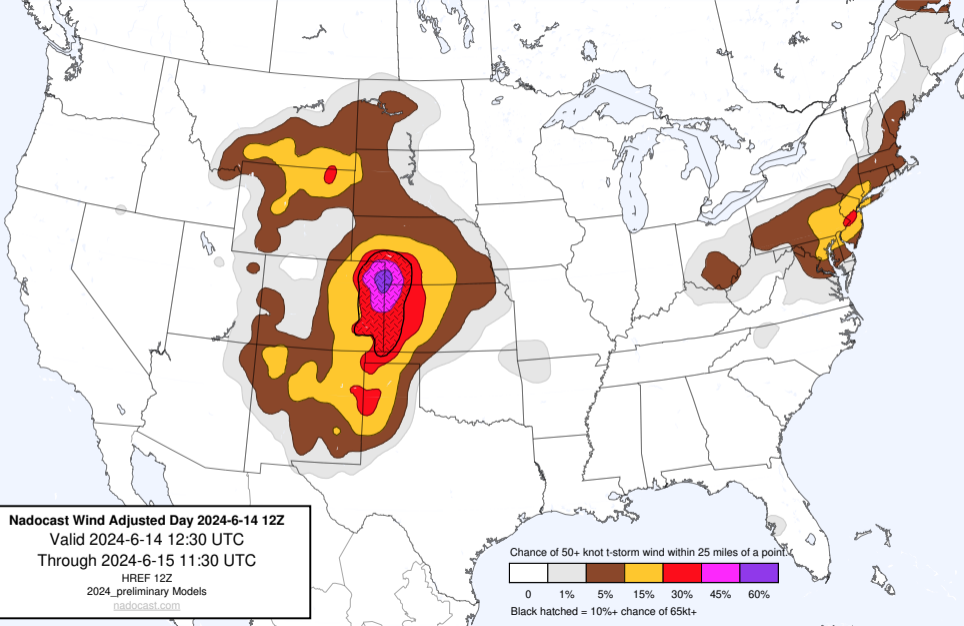 Nadocast Wind Adjusted Day 2024-6-14 12Z
Valid 2024-6-14 12:30 UTC
Through 2024-6-15 11:30 UTC
HREF 12Z
2024_preliminary Models
nadocast.com
Chance of 50+ knot t-storm wind within 25 miles of a point.
0 1% 5% 15% 30% 45% 60%
Black hatched = 10%+ chance of 65kt+